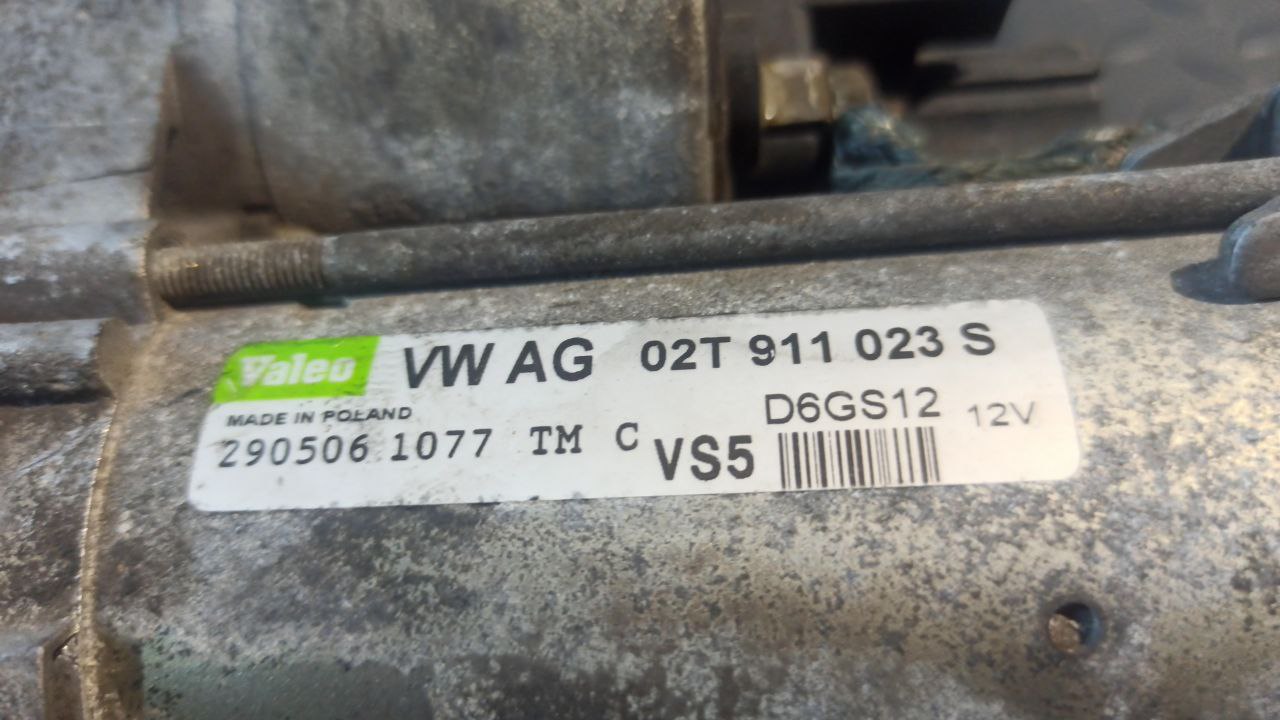 Valeo VW AG 02T 911 023 S
MADE IN POLAND D6GS12 12V
290506 1077 TM C VS5